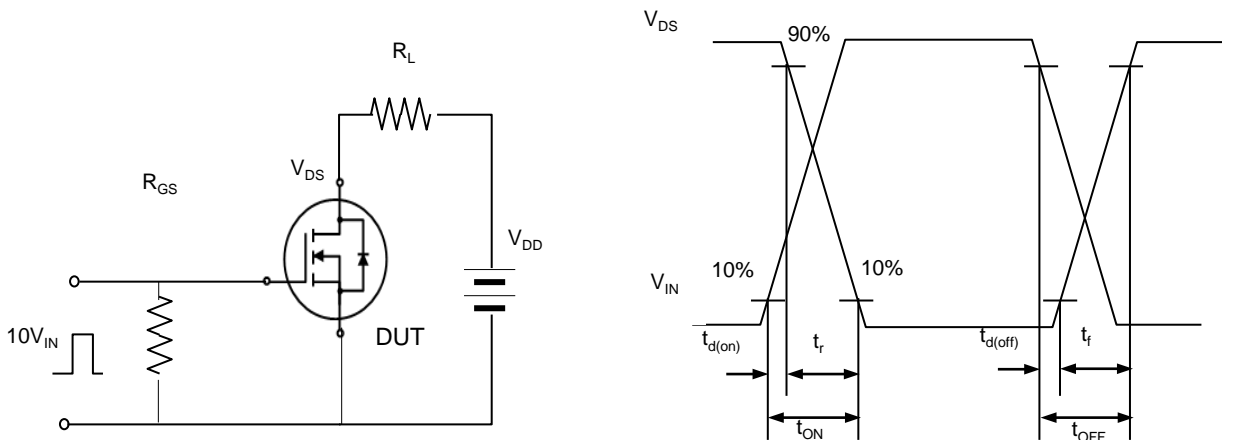 R_L
V_DS
R_GS
V_DD
10V_IN
DUT
V_DS
90%
10%
10%
V_IN
t_d(on)
t_r
t_d(off)
t_f
t_ON
t_OFF